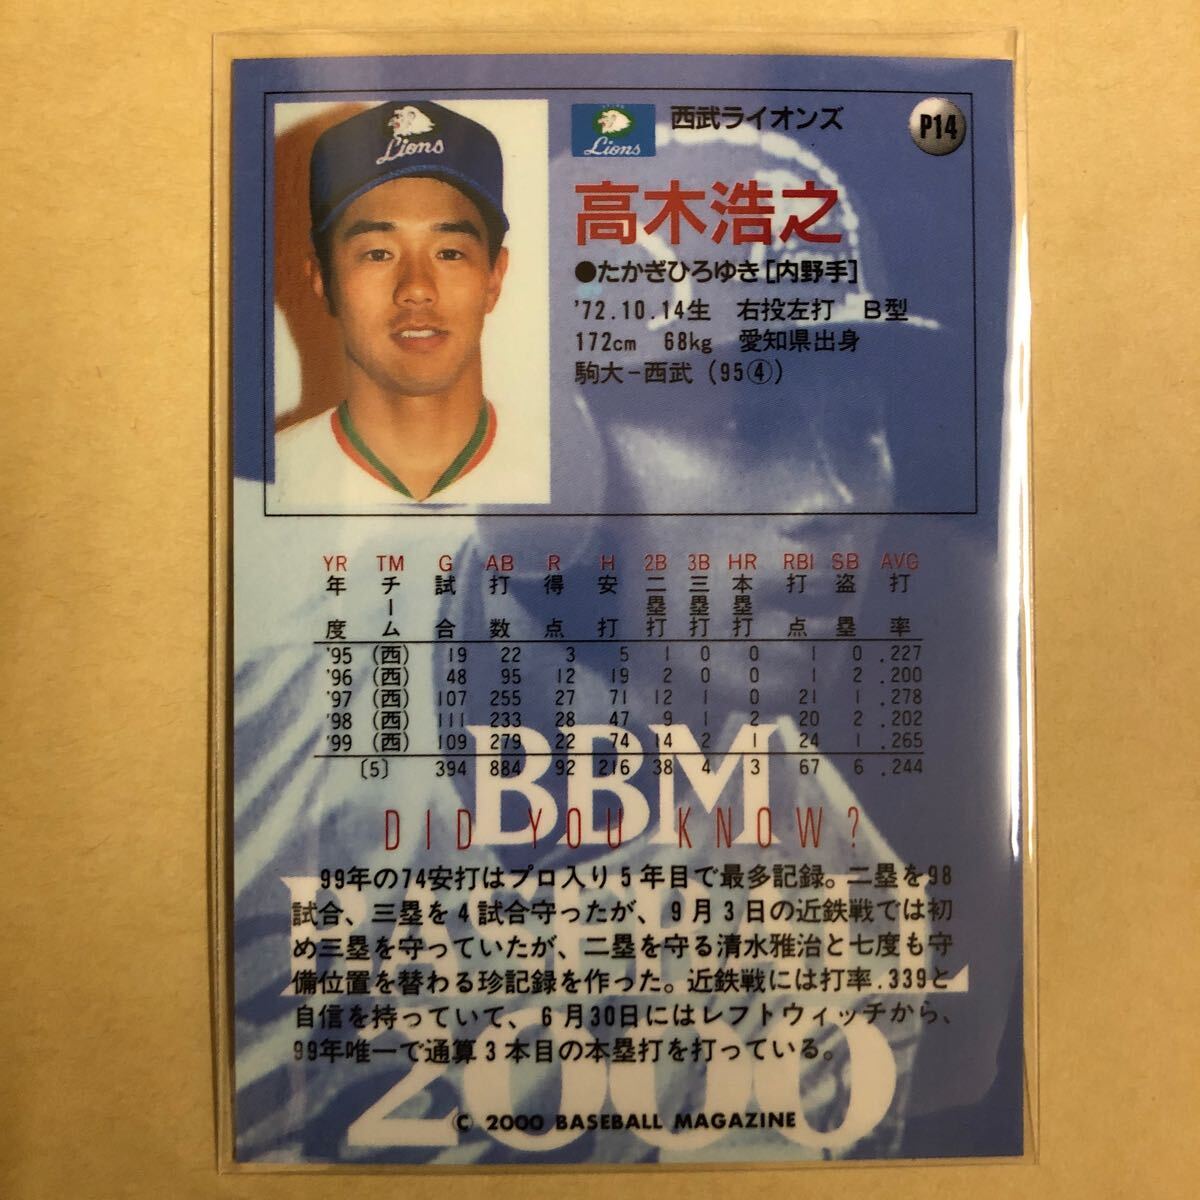 Lions
Lions
西武ライオンズ
P14
高木浩之
●たかぎひろゆき[内野手]
'72.10.14生 右投左打 B型
172cm 68kg 愛知県出身
駒大-西武 (95④)
YR TM G AB R H 2B 3B HR RBI SB AVG
年度 チーム 試合 打数 得点 安打 二塁打 三塁打 本塁打 打点 盗塁 打率
'95 (西) 19 22 3 5 1 0 0 1 0 .227
'96 (西) 48 95 12 19 2 0 0 1 2 .200
'97 (西) 107 255 27 71 12 1 0 21 1 .278
'98 (西) 111 233 28 47 9 1 2 20 2 .202
'99 (西) 109 279 22 74 14 2 1 24 1 .265
〔5〕 394 884 92 216 38 4 3 67 6 .244
BBM
DID YOU KNOW?
99年の74安打はプロ入り5年目で最多記録。二塁を98
試合、三塁を4試合守ったが、9月3日の近鉄戦では初
め三塁を守っていたが、二塁を守る清水雅治と七度も守
備位置を替わる珍記録を作った。近鉄戦には打率.339と
自信を持っていて、6月30日にはレフトウィッチから、
99年唯一で通算3本目の本塁打を打っている。
BASEBALL
2000
© 2000 BASEBALL MAGAZINE